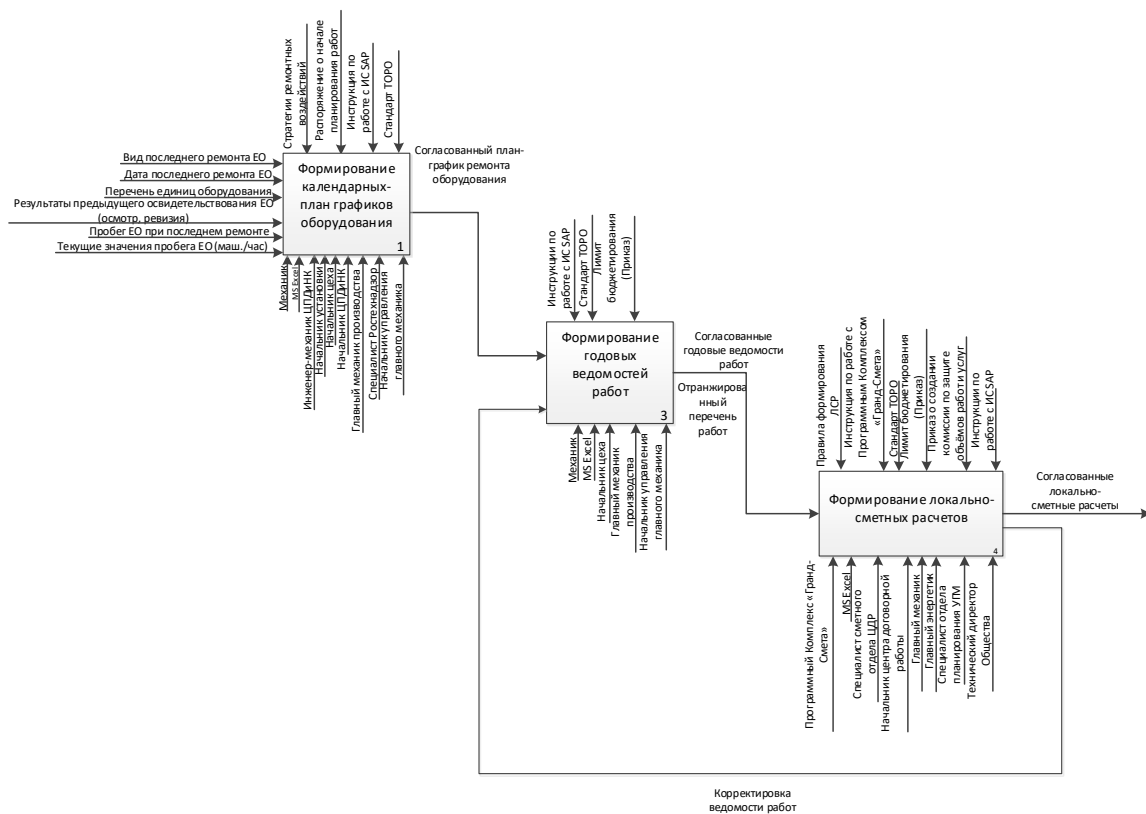 Стратегии ремонтных
воздействий
Распоряжение о начале
планирования работ
Инструкция по
работе с ИС SAP
Стандарт ТОРО
Вид последнего ремонта ЕО
Дата последнего ремонта ЕО
Перечень единиц оборудования
Результаты предыдущего освидетельствования ЕО
(осмотр, ревизия)
Пробег ЕО при последнем ремонте
Текущие значения пробега ЕО (маш./час)
Формирование
календарных-
план графиков
оборудования
1
Согласованный план-
график ремонта
оборудования
Механик
MS Excel
Инженер-механик ЦПДиНК
Начальник установки
Начальник цеха
Начальник ЦПДиНК
Главный механик производства
Специалист Ростехнадзор
Начальник управления
главного механика
Инструкции по
работе с ИС SAP
Стандарт ТОРО
Лимит
бюджетирования
(Приказ)
Формирование
годовых
ведомостей
работ
3
Согласованные
годовые ведомости
работ
Отранжирова
нный
перечень
работ
Механик
MS Excel
Начальник цеха
Главный механик
производства
Начальник управления
главного механика
Правила формирования
ЛСР
Инструкция по работе с
Программным Комплексом
«Гранд-Смета»
Стандарт ТОРО
Лимит бюджетирования
(Приказ)
Приказ о создании
комиссии по защите
объёмов работ и услуг
Инструкции по
работе с ИС SAP
Формирование локально-
сметных расчетов
4
Согласованные
локально-
сметные расчеты
Программный Комплекс «Гранд-
Смета»
MS Excel
Специалист сметного
отдела ЦДР
Начальник центра договорной
работы
Главный механик
Главный энергетик
Специалист отдела
планирования УГМ
Технический директор
Общества
Корректировка
ведомости работ